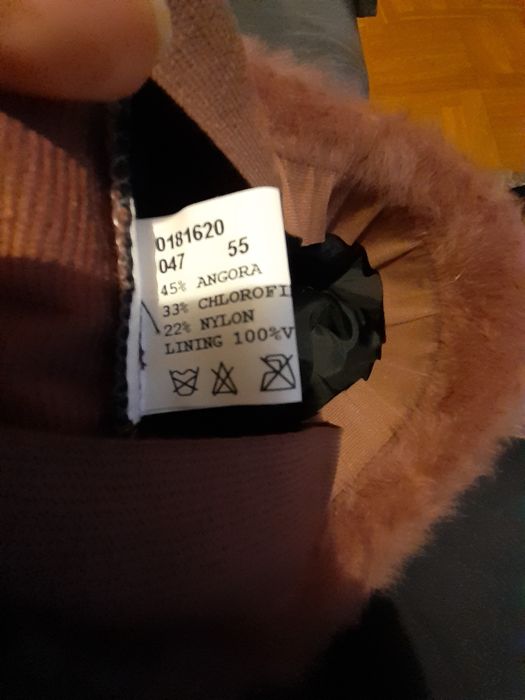 0181620
047 55
45% ANGORA
33% CHLOROFI
22% NYLON
LINING 100%V